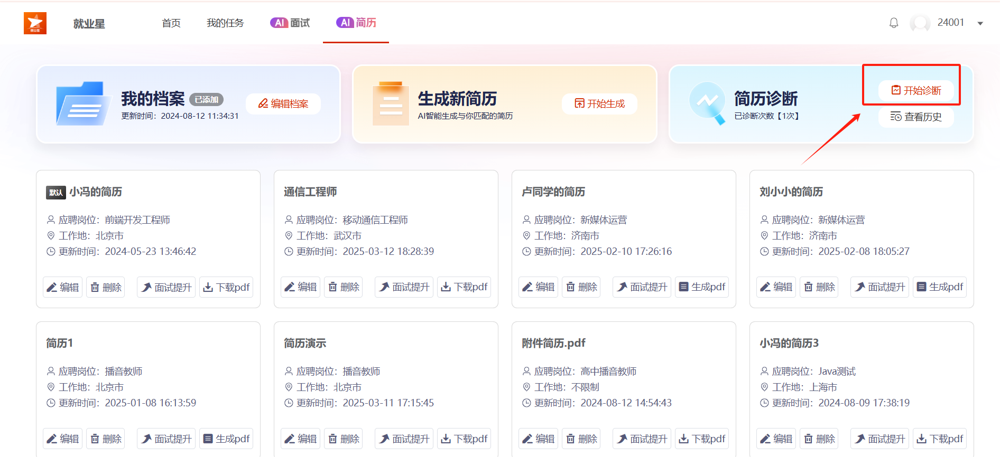 就业星
就业星
首页
我的任务
AI 面试
AI 简历
24001
我的档案 已添加
更新时间：2024-08-12 11:34:31
编辑档案
生成新简历
AI智能生成与你匹配的简历
开始生成
简历诊断
已诊断次数【1次】
开始诊断
查看历史
默认 小冯的简历
应聘岗位：前端开发工程师
工作地：北京市
更新时间：2024-05-23 13:46:42
编辑 删除 面试提升 下载pdf
通信工程师
应聘岗位：移动通信工程师
工作地：武汉市
更新时间：2025-03-12 18:28:39
编辑 删除 面试提升 下载pdf
卢同学的简历
应聘岗位：新媒体运营
工作地：济南市
更新时间：2025-02-10 17:26:16
编辑 删除 面试提升 生成pdf
刘小小的简历
应聘岗位：新媒体运营
工作地：济南市
更新时间：2025-02-08 18:05:27
编辑 删除 面试提升 生成pdf
简历1
应聘岗位：播音教师
工作地：北京市
更新时间：2025-01-08 16:13:59
编辑 删除 面试提升 生成pdf
简历演示
应聘岗位：播音教师
工作地：北京市
更新时间：2025-03-11 17:15:45
编辑 删除 面试提升 下载pdf
附件简历.pdf
应聘岗位：高中播音教师
工作地：不限制
更新时间：2024-08-12 14:54:43
编辑 删除 面试提升 下载pdf
小冯的简历3
应聘岗位：Java测试
工作地：上海市
更新时间：2024-08-09 17:38:19
编辑 删除 面试提升 下载pdf